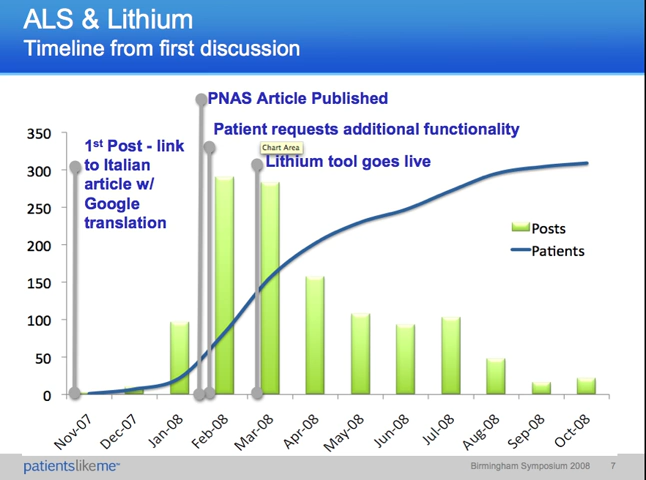 ALS & Lithium
Timeline from first discussion
PNAS Article Published
Patient requests additional functionality
Chart Area
Lithium tool goes live
1st Post - link
to Italian
article w/
Google
translation
350
300
250
200
150
100
50
0
Posts
Patients
Nov-07
Dec-07
Jan-08
Feb-08
Mar-08
Apr-08
May-08
Jun-08
Jul-08
Aug-08
Sep-08
Oct-08
patientslikeme™
Birmingham Symposium 2008 7